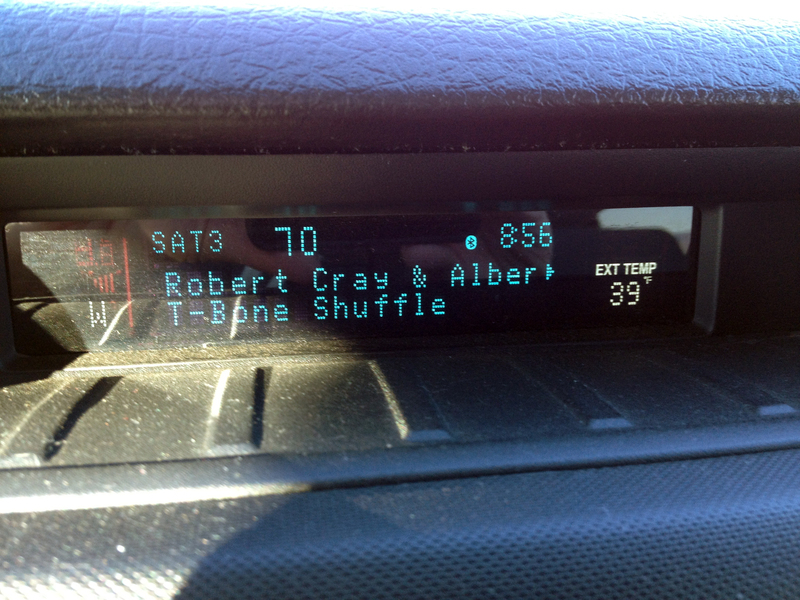 SAT3 70 8:56
Robert Cray & Alber
T-Bone Shuffle
EXT TEMP
39°F
W